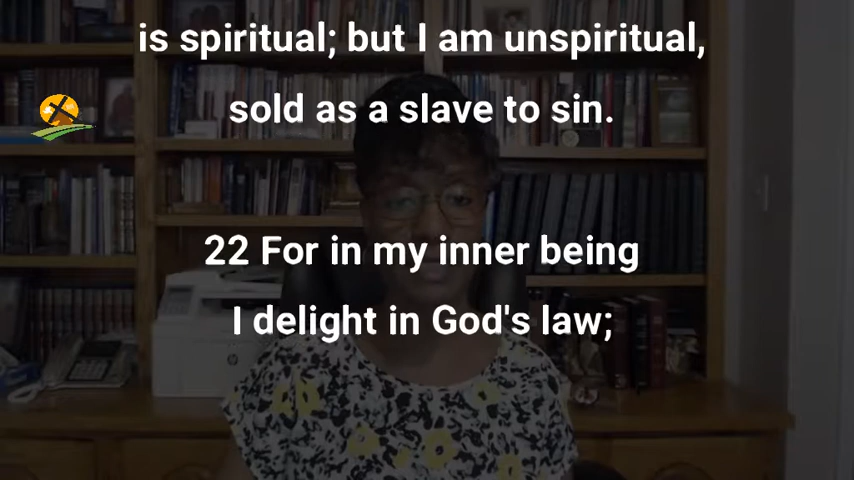 is spiritual; but I am unspiritual,
sold as a slave to sin.
22 For in my inner being
I delight in God's law;